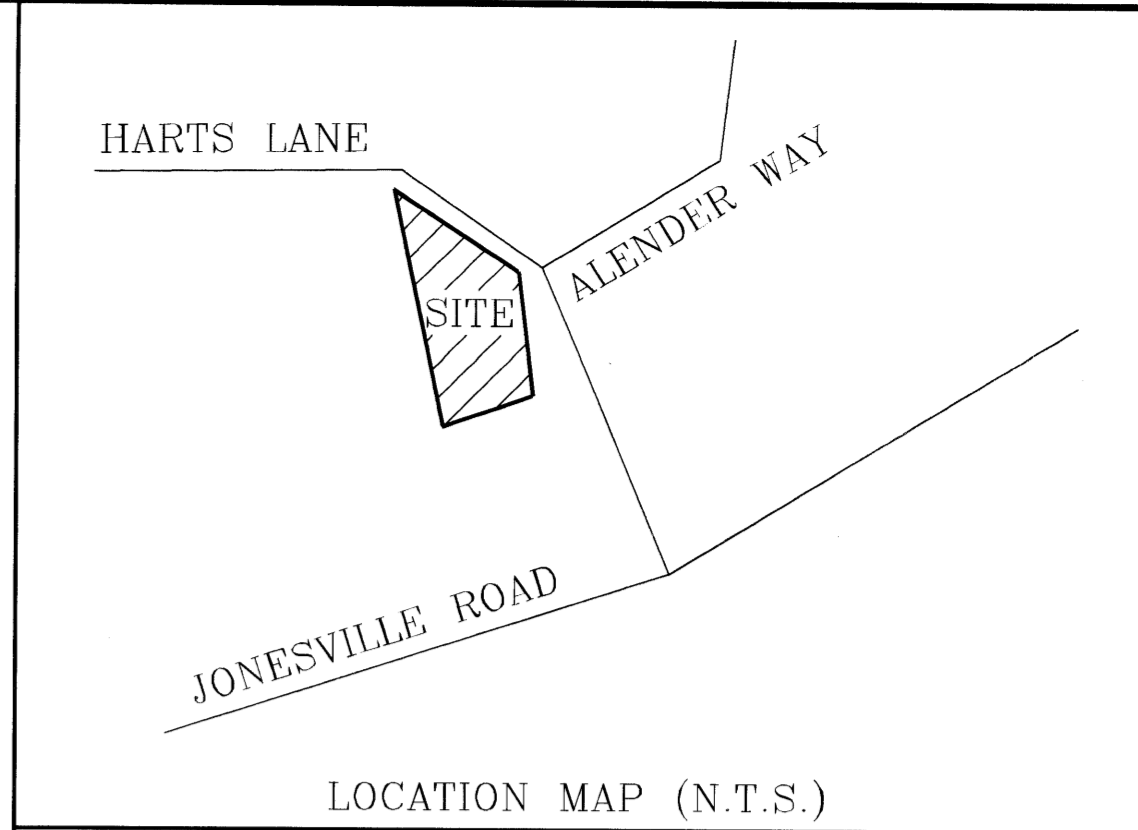 HARTS LANE
ALENDER WAY
SITE
JONESVILLE ROAD
LOCATION MAP (N.T.S.)